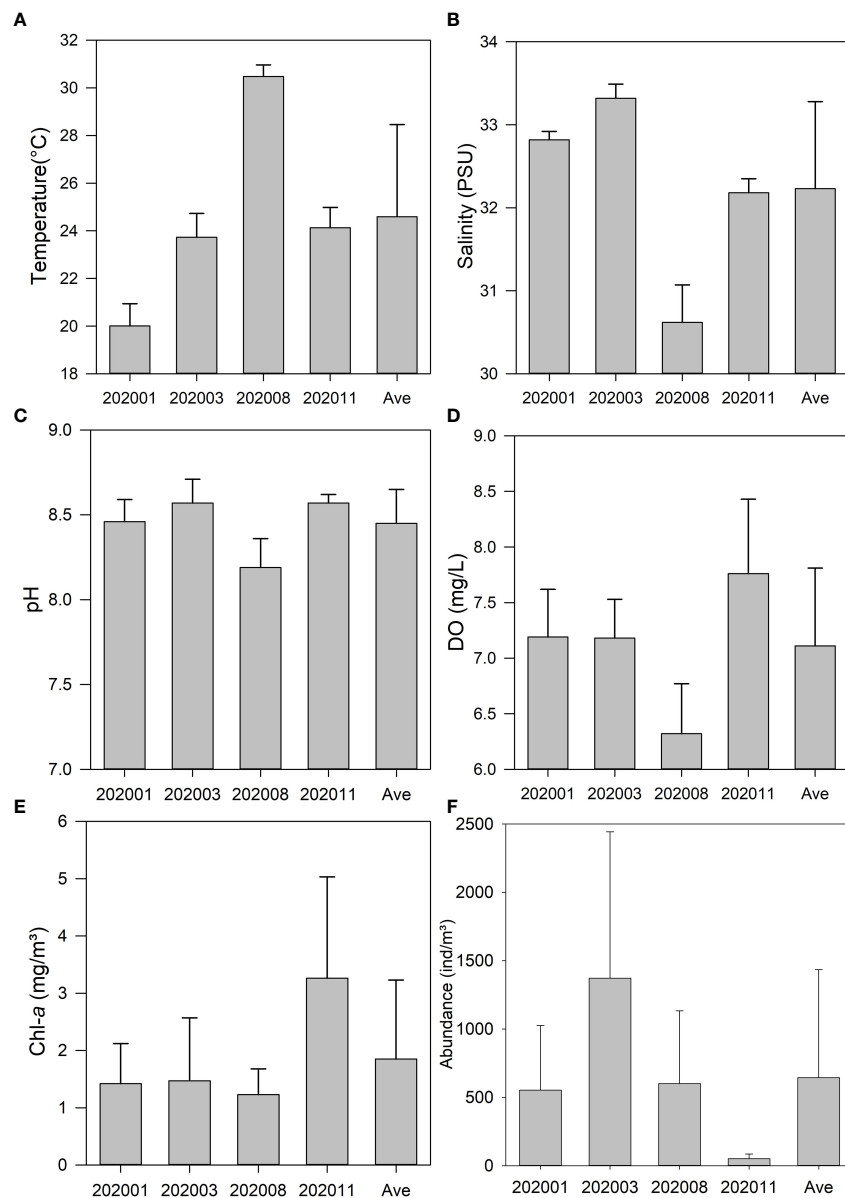 A
Temperature(°C)
32
30
28
26
24
22
20
18
202001 202003 202008 202011 Ave
B
Salinity (PSU)
34
33
32
31
30
202001 202003 202008 202011 Ave
C
pH
9.0
8.5
8.0
7.5
7.0
202001 202003 202008 202011 Ave
D
DO (mg/L)
9.0
8.5
8.0
7.5
7.0
6.5
6.0
202001 202003 202008 202011 Ave
E
Chl-a (mg/m³)
6
5
4
3
2
1
0
202001 202003 202008 202011 Ave
F
Abundance (ind/m³)
2500
2000
1500
1000
500
0
202001 202003 202008 202011 Ave